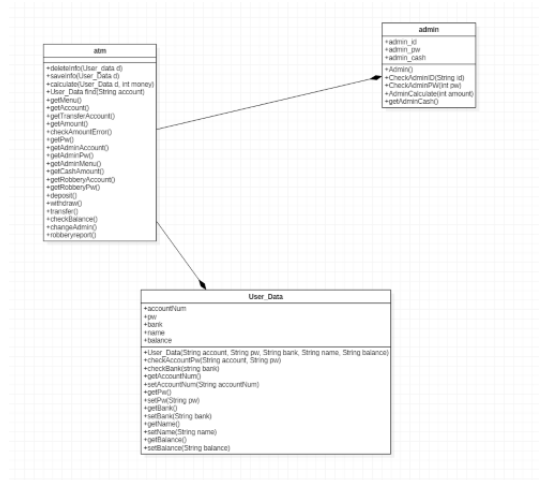 atm
+deleteInfo(User_data d)
+saveInfo(User_Data d)
+calculate(User_Data d, int money)
+User_Data find(String account)
+getMenu()
+getAccount()
+getTransferAccount()
+getAmount()
+checkAmountError()
+getPw()
+getAdminAccount()
+getAdminPw()
+getAdminMenu()
+getCashAmount()
+getRobberyAccount()
+getRobberyPw()
+deposit()
+withdraw()
+transfer()
+checkBalance()
+changeAdmin()
+robberyreport()
admin
+admin_id
+admin_pw
+admin_cash
+Admin()
+CheckAdminID(String id)
+CheckAdminPW(int pw)
+AdminCalculate(int amount)
+getAdminCash()
User_Data
+accountNum
+pw
+bank
+name
+balance
+User_Data(String account, String pw, String bank, String name, String balance)
+checkAccountPw(String account, String pw)
+checkBank(string bank)
+getAccountNum()
+setAccountNum(String accountNum)
+getPw()
+setPw(String pw)
+getBank()
+setBank(String bank)
+getName()
+setName(String name)
+getBalance()
+setBalance(String balance)